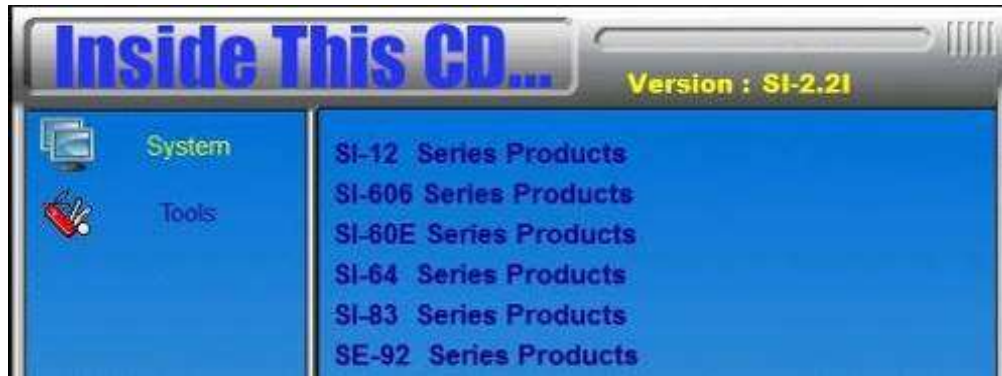 Inside This CD...
Version : SI-2.2I
System
Tools
SI-12 Series Products
SI-606 Series Products
SI-60E Series Products
SI-64 Series Products
SI-83 Series Products
SE-92 Series Products